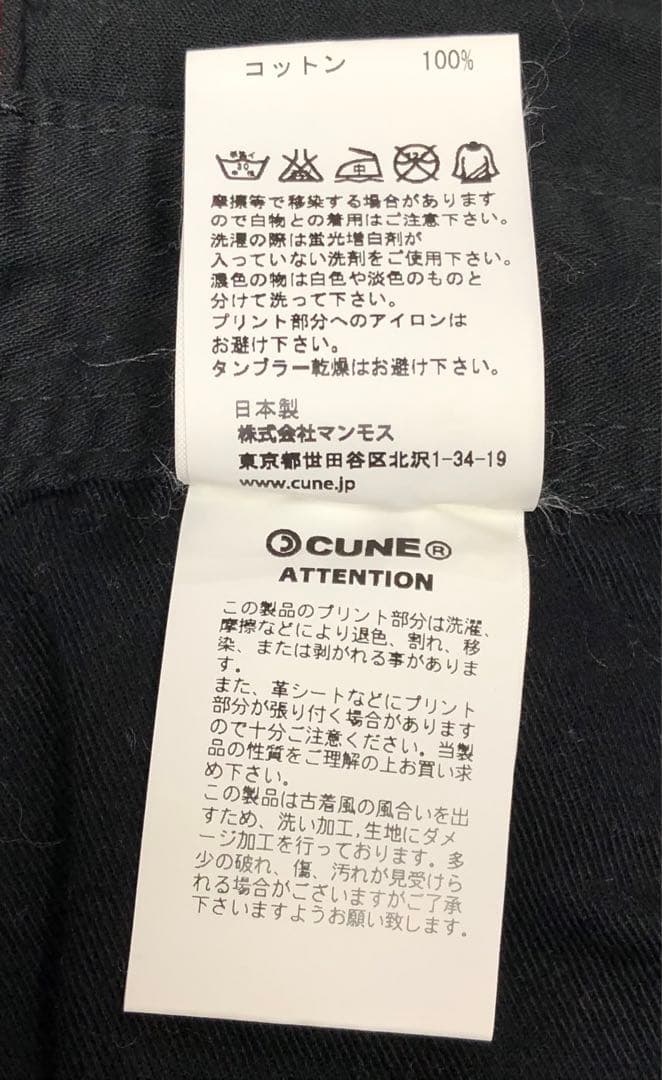 コットン 100%
摩擦等で移染する場合があります
ので白物との着用はご注意下さい。
洗濯の際は蛍光増白剤が
入っていない洗剤をご使用下さい。
濃色の物は白色や淡色のものと
分けて洗って下さい。
プリント部分へのアイロンは
お避け下さい。
タンブラー乾燥はお避け下さい。
日本製
株式会社マンモス
東京都世田谷区北沢1-34-19
www.cune.jp
CUNE®
ATTENTION
この製品のプリント部分は洗濯、
摩擦などにより退色、割れ、移
染、または剥がれる事がありま
す。
また、革シートなどにプリント
部分が張り付く場合があります
ので十分ご注意ください。当製
品の性質をご理解の上お買い求
め下さい。
この製品は古着風の風合いを出
すため、洗い加工,生地にダメ
ージ加工を行っております。多
少の破れ、傷、汚れが見受けら
れる場合がございますがご了承
下さいますようお願い致します。